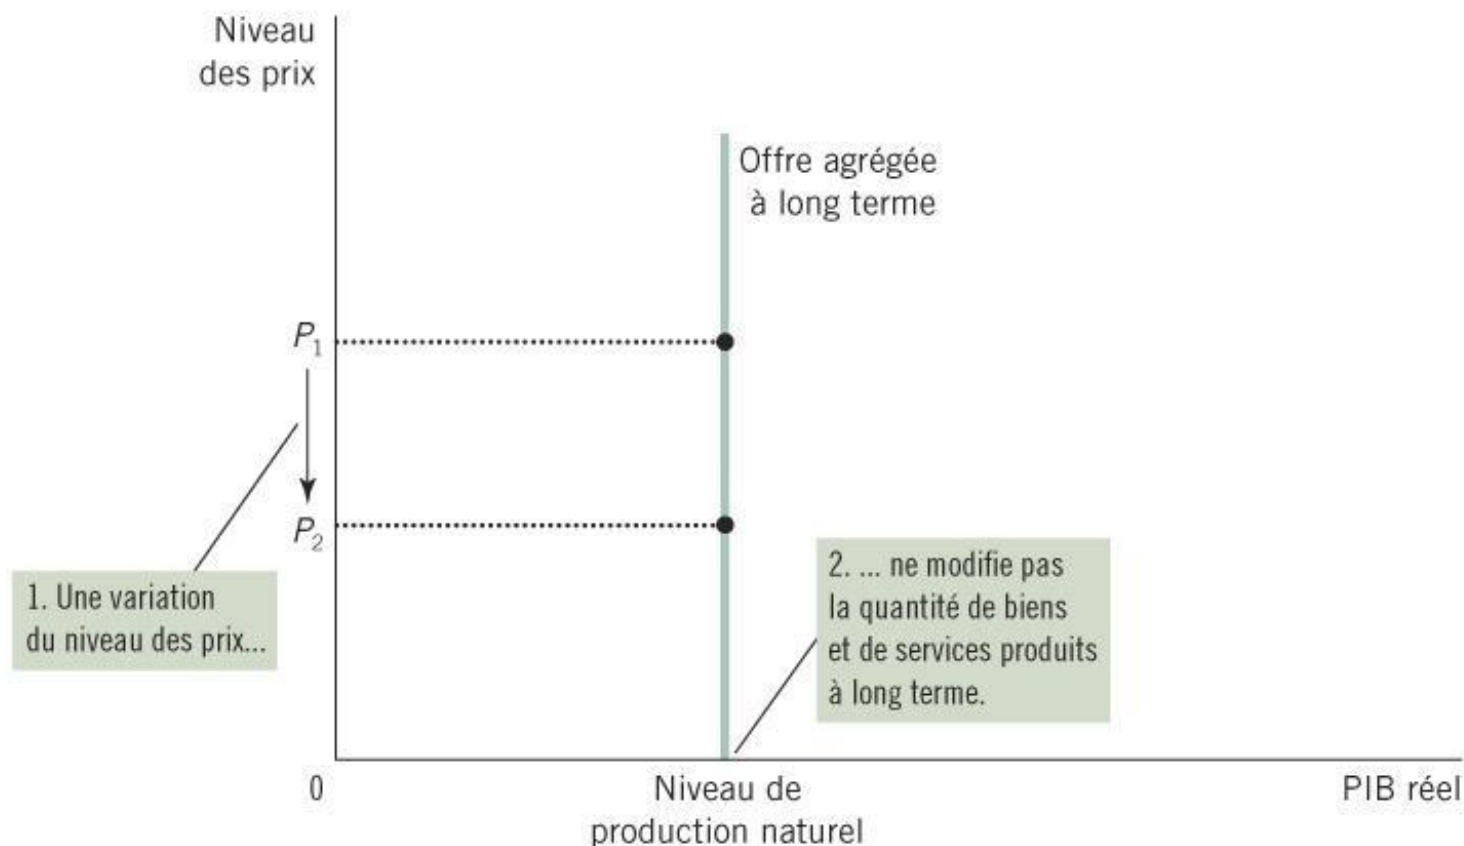 Niveau
des prix
Offre agrégée
à long terme
P1
P2
1. Une variation
du niveau des prix...
2. ... ne modifie pas
la quantité de biens
et de services produits
à long terme.
0
Niveau de
production naturel
PIB réel